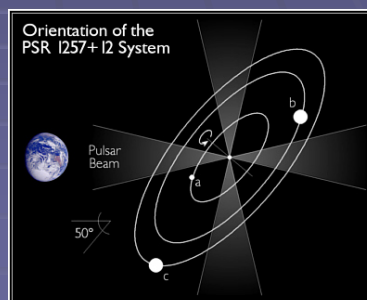 Orientation of the
PSR 1257+12 System
b
Pulsar
Beam
a
50°
c